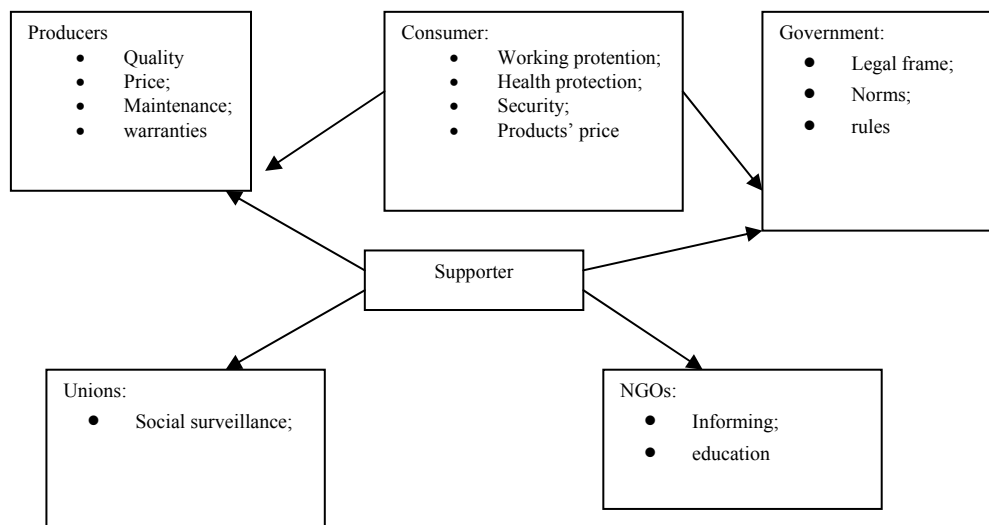 Producers
• Quality
• Price;
• Maintenance;
• warranties
Consumer:
• Working protention;
• Health protection;
• Security;
• Products’ price
Government:
• Legal frame;
• Norms;
• rules
Supporter
Unions:
• Social surveillance;
NGOs:
• Informing;
• education